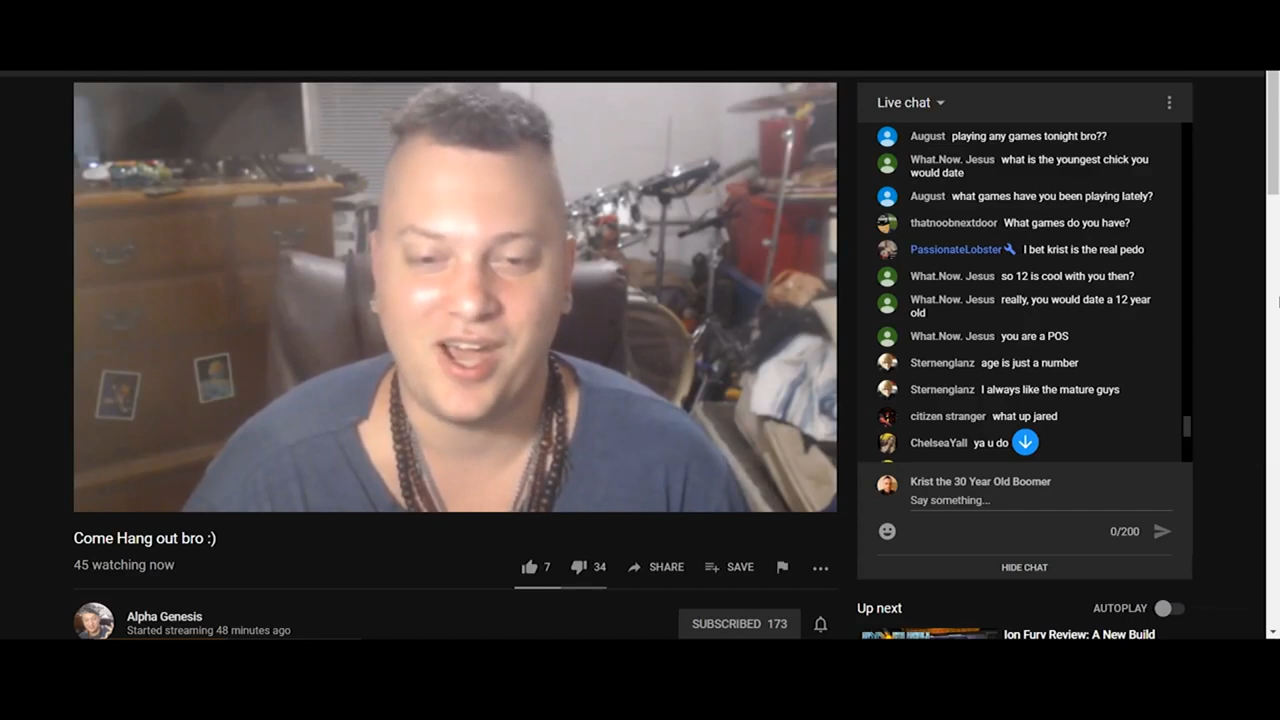 Live chat
August playing any games tonight bro??
What.Now. Jesus what is the youngest chick you
would date
August what games have you been playing lately?
thatnoobnextdoor What games do you have?
PassionateLobster I bet krist is the real pedo
What.Now. Jesus so 12 is cool with you then?
What.Now. Jesus really, you would date a 12 year
old
What.Now. Jesus you are a POS
Sternenglanz age is just a number
Sternenglanz I always like the mature guys
citizen stranger what up jared
ChelseaYall ya u do
Krist the 30 Year Old Boomer
Say something...
0/200
HIDE CHAT
Come Hang out bro :)
45 watching now
7 34 SHARE SAVE
Alpha Genesis
Started streaming 48 minutes ago
SUBSCRIBED 173
Up next AUTOPLAY
Ion Fury Review: A New Build